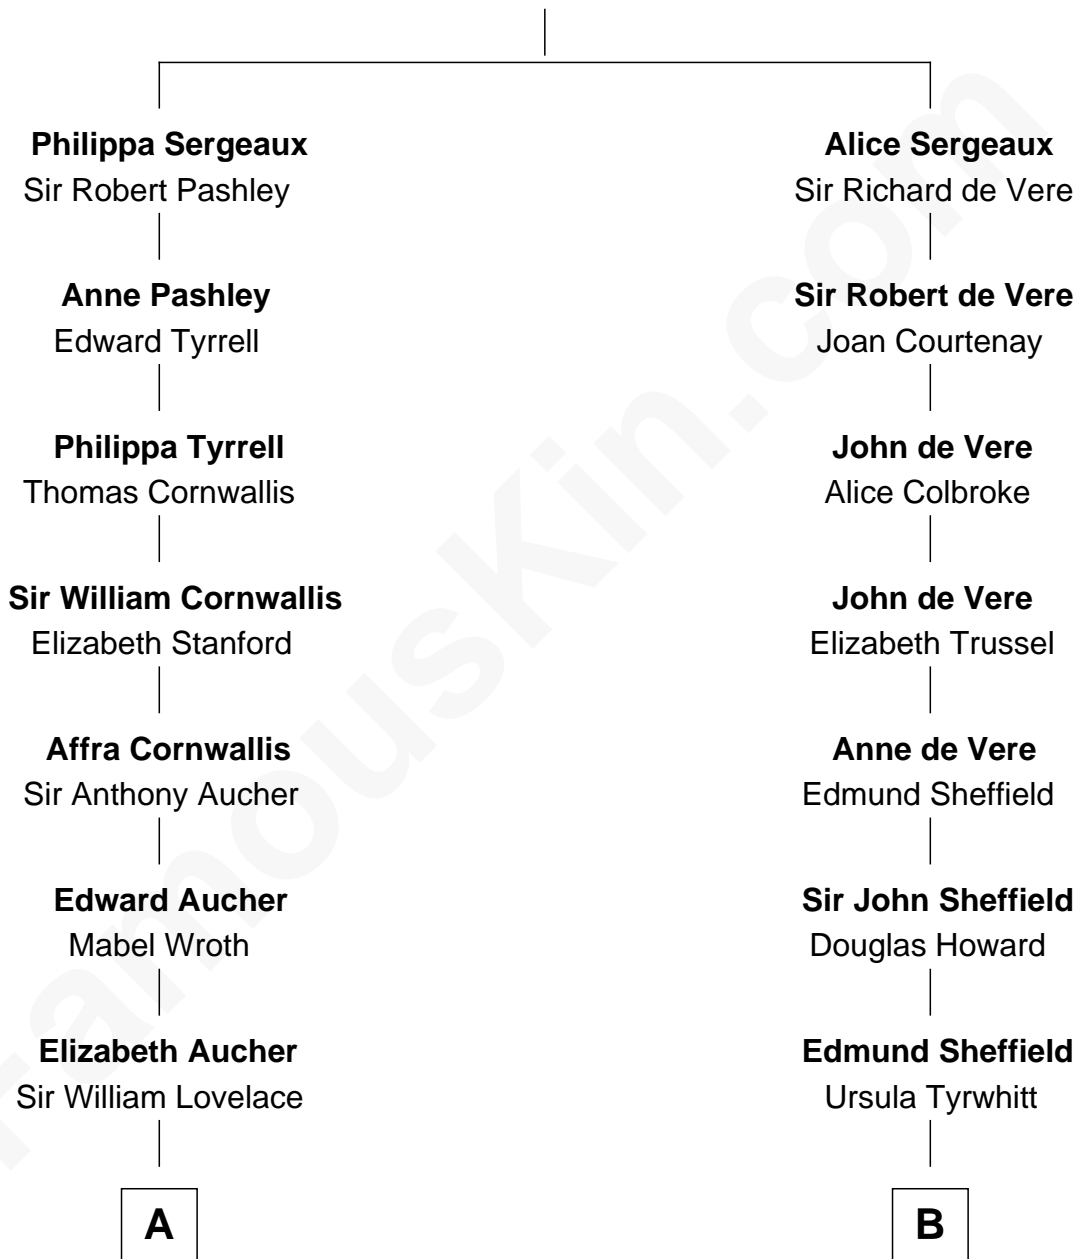 Philippa Sergeaux
Sir Robert Pashley
Anne Pashley
Edward Tyrrell
Philippa Tyrrell
Thomas Cornwallis
Sir William Cornwallis
Elizabeth Stanford
Affra Cornwallis
Sir Anthony Aucher
Edward Aucher
Mabel Wroth
Elizabeth Aucher
Sir William Lovelace
A
Alice Sergeaux
Sir Richard de Vere
Sir Robert de Vere
Joan Courtenay
John de Vere
Alice Colbroke
John de Vere
Elizabeth Trussel
Anne de Vere
Edmund Sheffield
Sir John Sheffield
Douglas Howard
Edmund Sheffield
Ursula Tyrwhitt
B
FamousKin.com